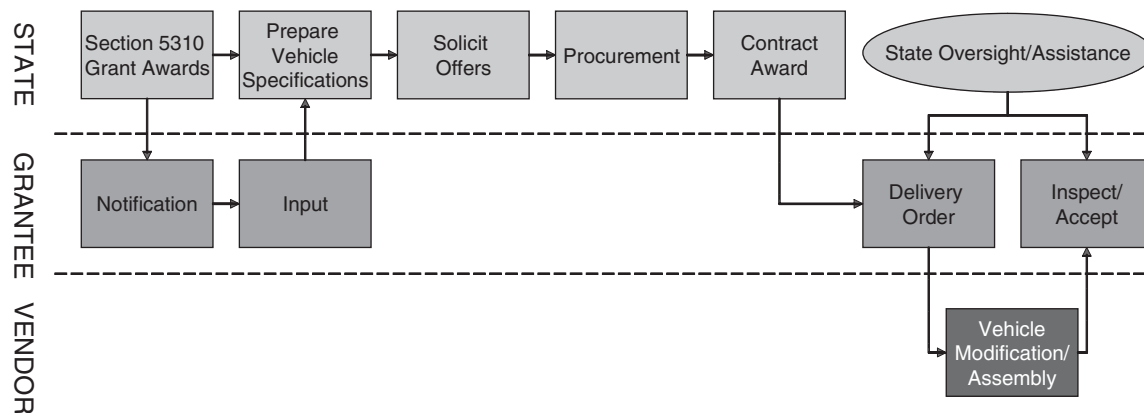 STATE
Section 5310
Grant Awards
Prepare
Vehicle
Specifications
Solicit
Offers
Procurement
Contract
Award
State Oversight/Assistance
GRANTEE
Notification
Input
Delivery
Order
Inspect/
Accept
VENDOR
Vehicle
Modification/
Assembly